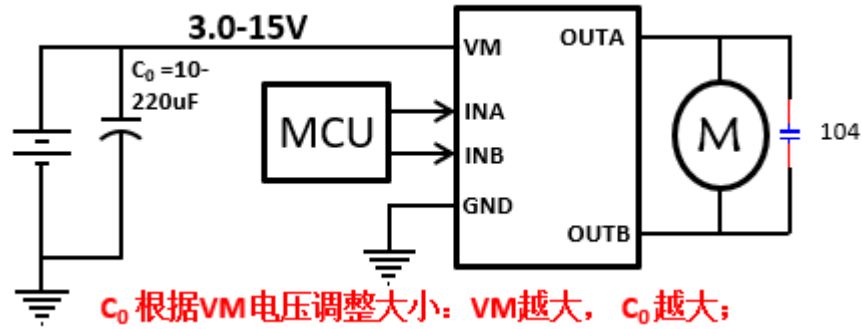 3.0-15V
C₀ =10-
220uF
MCU
VM
INA
INB
GND
OUTA
OUTB
M
104
C₀ 根据VM电压调整大小：VM越大， C₀越大；